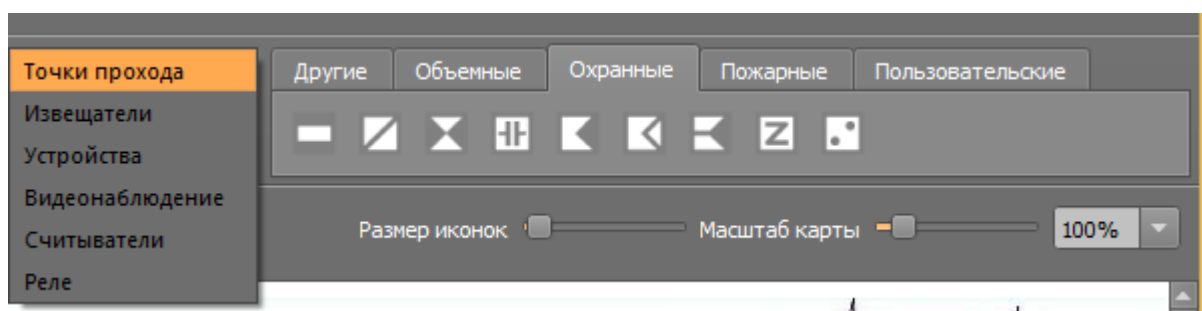 Точки прохода
Извещатели
Устройства
Видеонаблюдение
Считыватели
Реле
Другие Объемные Охранные Пожарные Пользовательские
Размер иконок Масштаб карты 100%